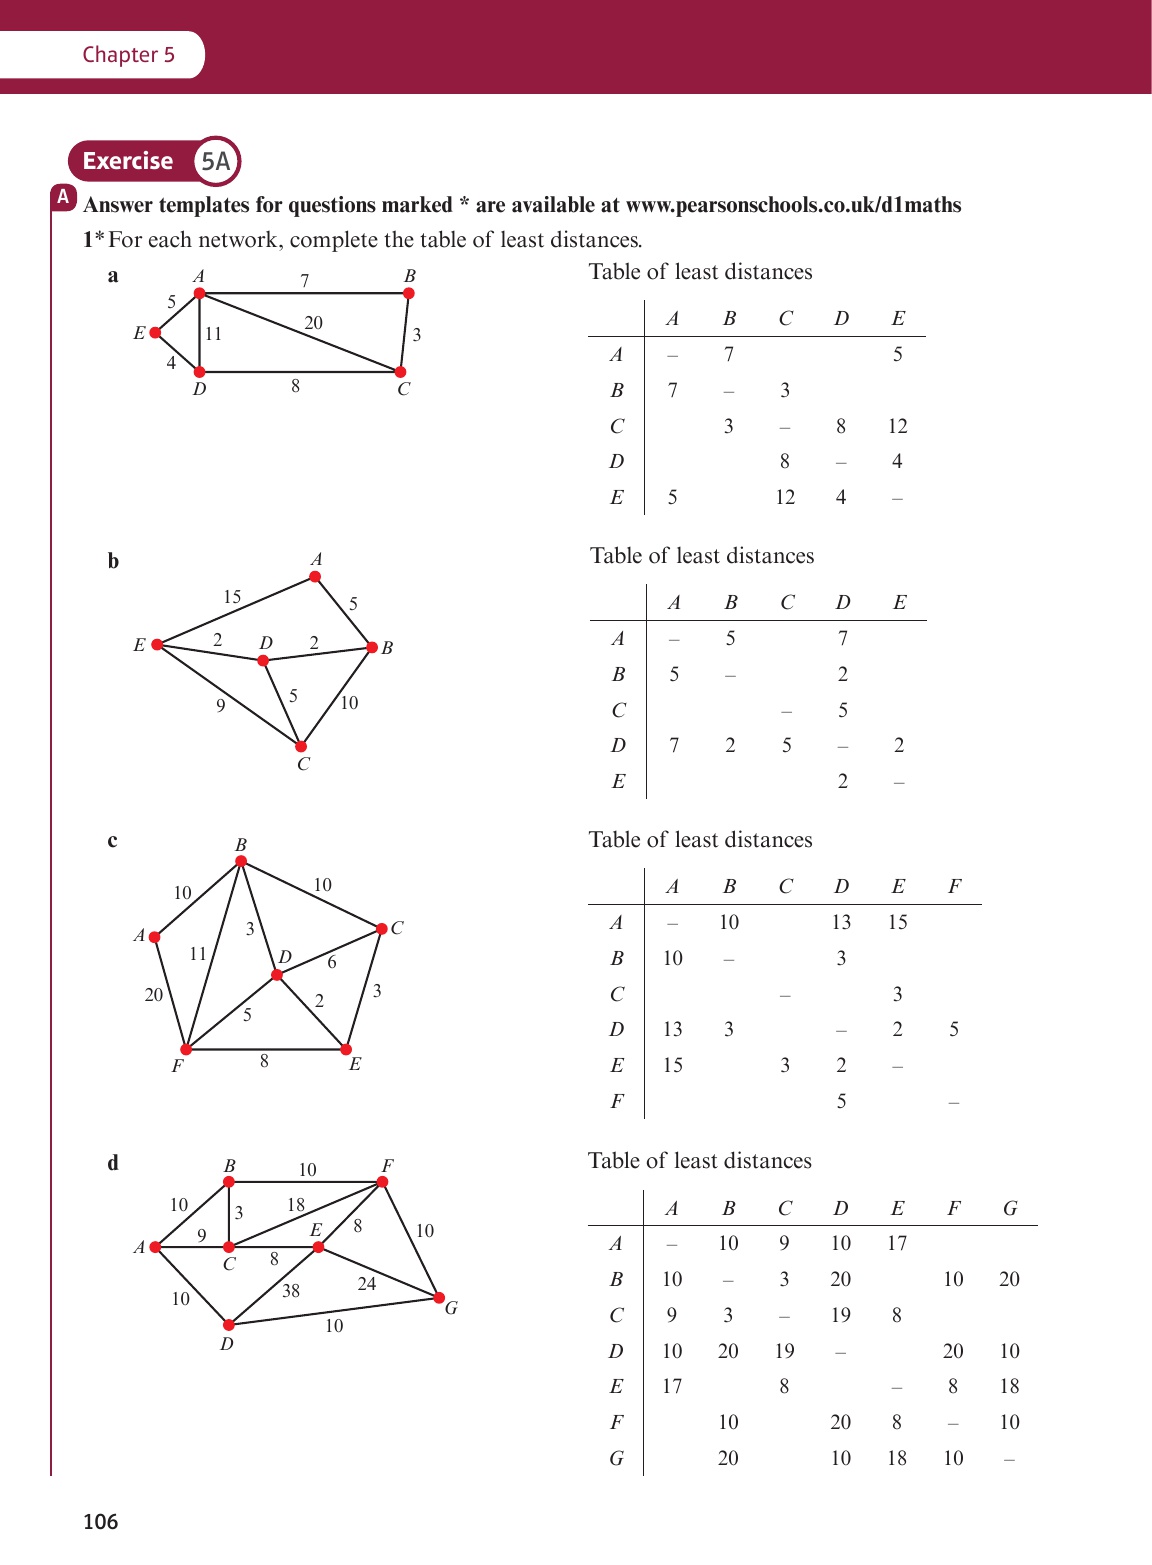 Chapter 5
Exercise 5A
A
Answer templates for questions marked * are available at www.pearsonschools.co.uk/d1maths
1* For each network, complete the table of least distances.
a
A 7 B
5
20
E 11 3
4
D 8 C
Table of least distances
A B C D E
A – 7 5
B 7 – 3
C 3 – 8 12
D 8 – 4
E 5 12 4 –
b
A
15 5
E 2 D 2 B
9 5 10
C
Table of least distances
A B C D E
A – 5 7
B 5 – 2
C – 5
D 7 2 5 – 2
E 2 –
c
B
10 10
A 3 C
11 D 6
20 5 2 3
F 8 E
Table of least distances
A B C D E F
A – 10 13 15
B 10 – 3
C – 3
D 13 3 – 2 5
E 15 3 2 –
F 5 –
d
B 10 F
10 3 18
A 9 E 8 10
C 8
10 38 24
G
D 10
Table of least distances
A B C D E F G
A – 10 9 10 17
B 10 – 3 20 10 20
C 9 3 – 19 8
D 10 20 19 – 20 10
E 17 8 – 8 18
F 10 20 8 – 10
G 20 10 18 10 –
106